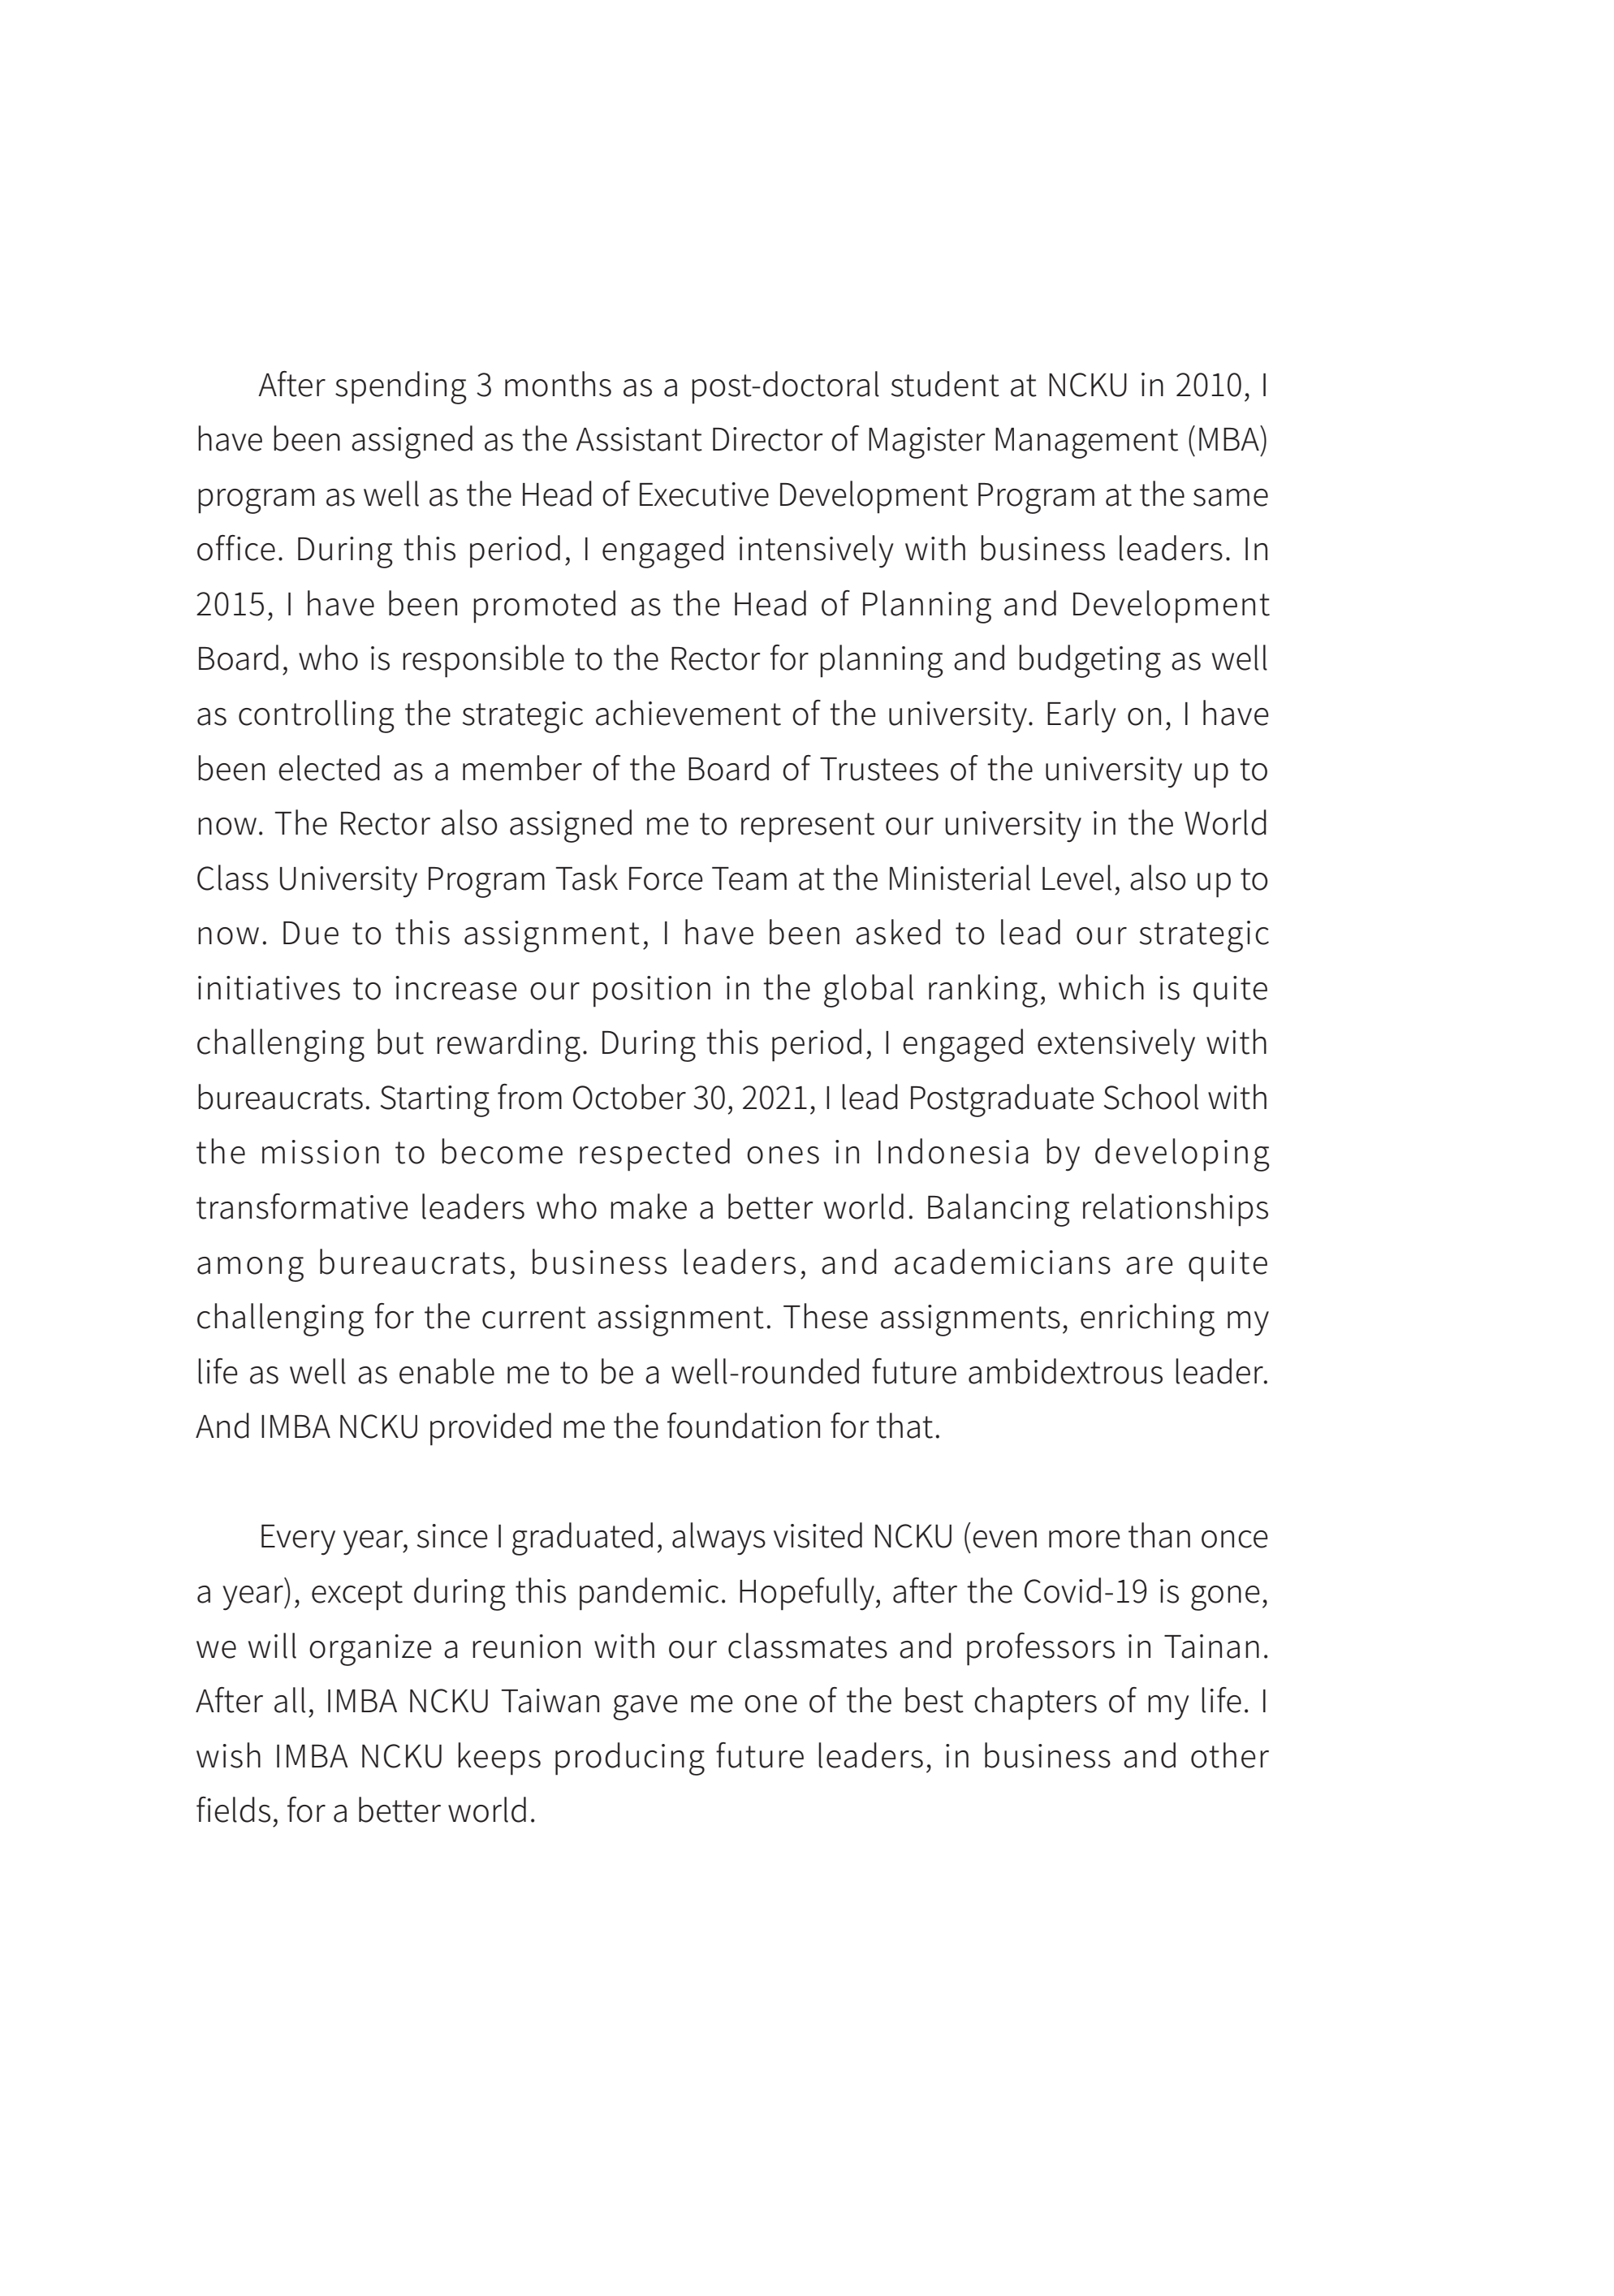 After spending 3 months as a post-doctoral student at NCKU in 2010, I
have been assigned as the Assistant Director of Magister Management (MBA)
program as well as the Head of Executive Development Program at the same
office. During this period, I engaged intensively with business leaders. In
2015, I have been promoted as the Head of Planning and Development
Board, who is responsible to the Rector for planning and budgeting as well
as controlling the strategic achievement of the university. Early on, I have
been elected as a member of the Board of Trustees of the university up to
now. The Rector also assigned me to represent our university in the World
Class University Program Task Force Team at the Ministerial Level, also up to
now. Due to this assignment, I have been asked to lead our strategic
initiatives to increase our position in the global ranking, which is quite
challenging but rewarding. During this period, I engaged extensively with
bureaucrats. Starting from October 30, 2021, I lead Postgraduate School with
the mission to become respected ones in Indonesia by developing
transformative leaders who make a better world. Balancing relationships
among bureaucrats, business leaders, and academicians are quite
challenging for the current assignment. These assignments, enriching my
life as well as enable me to be a well-rounded future ambidextrous leader.
And IMBA NCKU provided me the foundation for that.
Every year, since I graduated, always visited NCKU (even more than once
a year), except during this pandemic. Hopefully, after the Covid-19 is gone,
we will organize a reunion with our classmates and professors in Tainan.
After all, IMBA NCKU Taiwan gave me one of the best chapters of my life. I
wish IMBA NCKU keeps producing future leaders, in business and other
fields, for a better world.